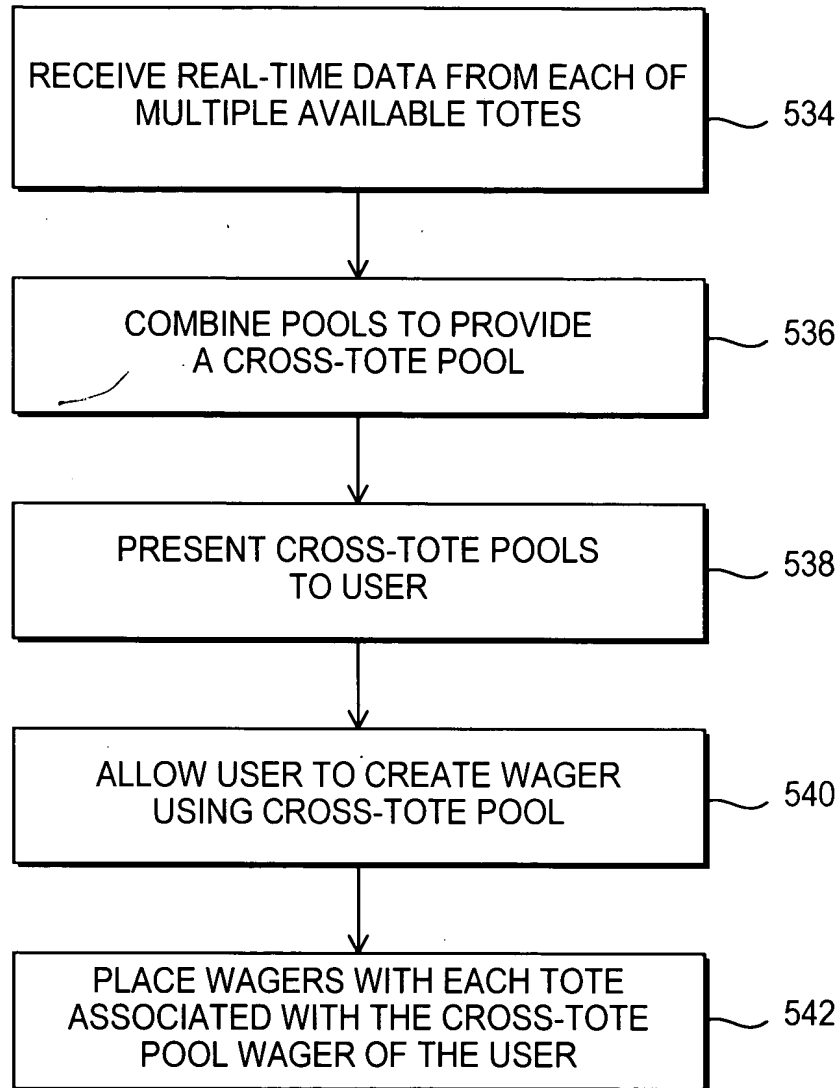 RECEIVE REAL-TIME DATA FROM EACH OF
MULTIPLE AVAILABLE TOTES
534
COMBINE POOLS TO PROVIDE
A CROSS-TOTE POOL
536
PRESENT CROSS-TOTE POOLS
TO USER
538
ALLOW USER TO CREATE WAGER
USING CROSS-TOTE POOL
540
PLACE WAGERS WITH EACH TOTE
ASSOCIATED WITH THE CROSS-TOTE
POOL WAGER OF THE USER
542